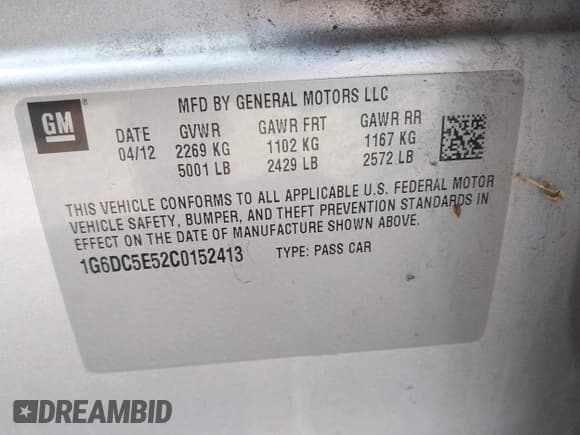 GM ®
MFD BY GENERAL MOTORS LLC
DATE GVWR GAWR FRT GAWR RR
04/12 2269 KG 1102 KG 1167 KG
5001 LB 2429 LB 2572 LB
THIS VEHICLE CONFORMS TO ALL APPLICABLE U.S. FEDERAL MOTOR
VEHICLE SAFETY, BUMPER, AND THEFT PREVENTION STANDARDS IN
EFFECT ON THE DATE OF MANUFACTURE SHOWN ABOVE.
1G6DC5E52C0152413 TYPE: PASS CAR
DREAMBID